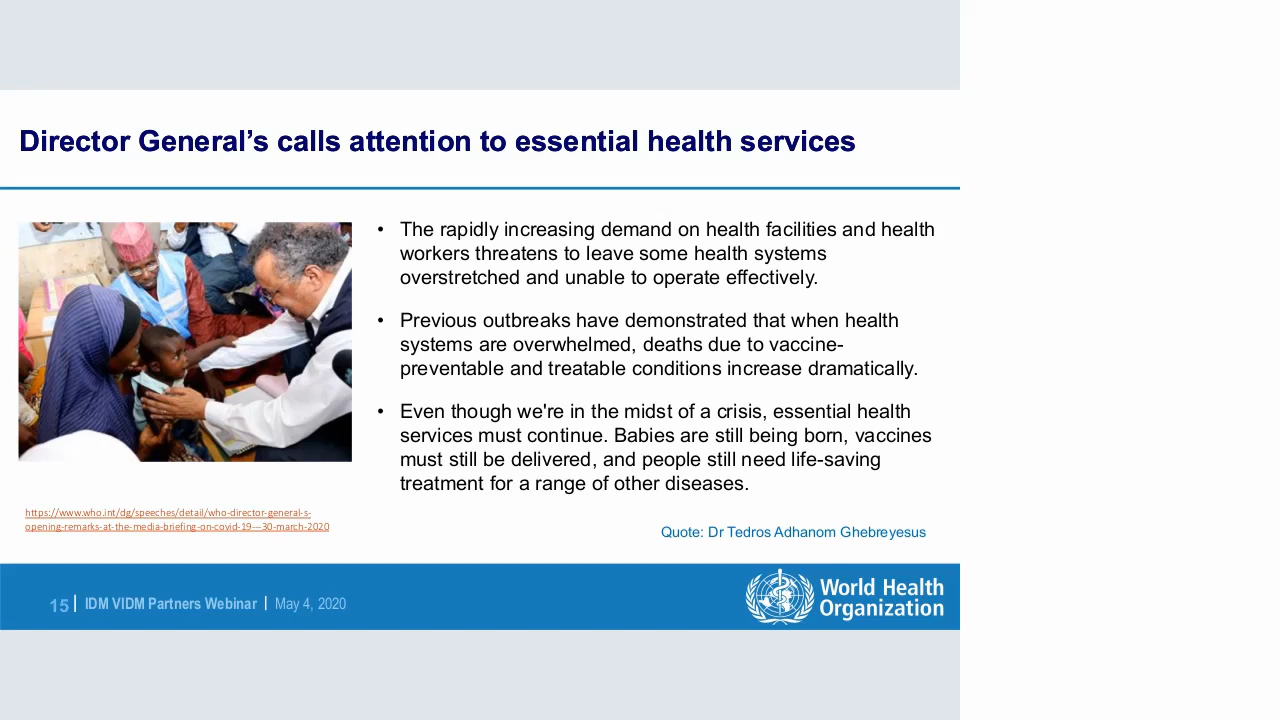 Director General’s calls attention to essential health services
• The rapidly increasing demand on health facilities and health
workers threatens to leave some health systems
overstretched and unable to operate effectively.
• Previous outbreaks have demonstrated that when health
systems are overwhelmed, deaths due to vaccine-
preventable and treatable conditions increase dramatically.
• Even though we're in the midst of a crisis, essential health
services must continue. Babies are still being born, vaccines
must still be delivered, and people still need life-saving
treatment for a range of other diseases.
https://www.who.int/dg/speeches/detail/who-director-general-s-
opening-remarks-at-the-media-briefing-on-covid-19---30-march-2020
Quote: Dr Tedros Adhanom Ghebreyesus
15 | IDM VIDM Partners Webinar | May 4, 2020
World Health
Organization